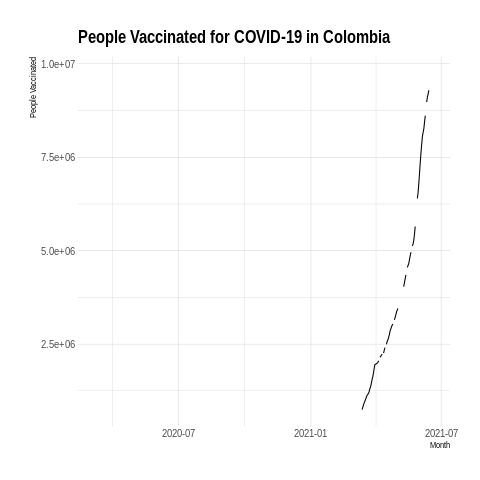 People Vaccinated for COVID-19 in Colombia
People Vaccinated
1.0e+07
7.5e+06
5.0e+06
2.5e+06
2020-07
2021-01
2021-07
Month